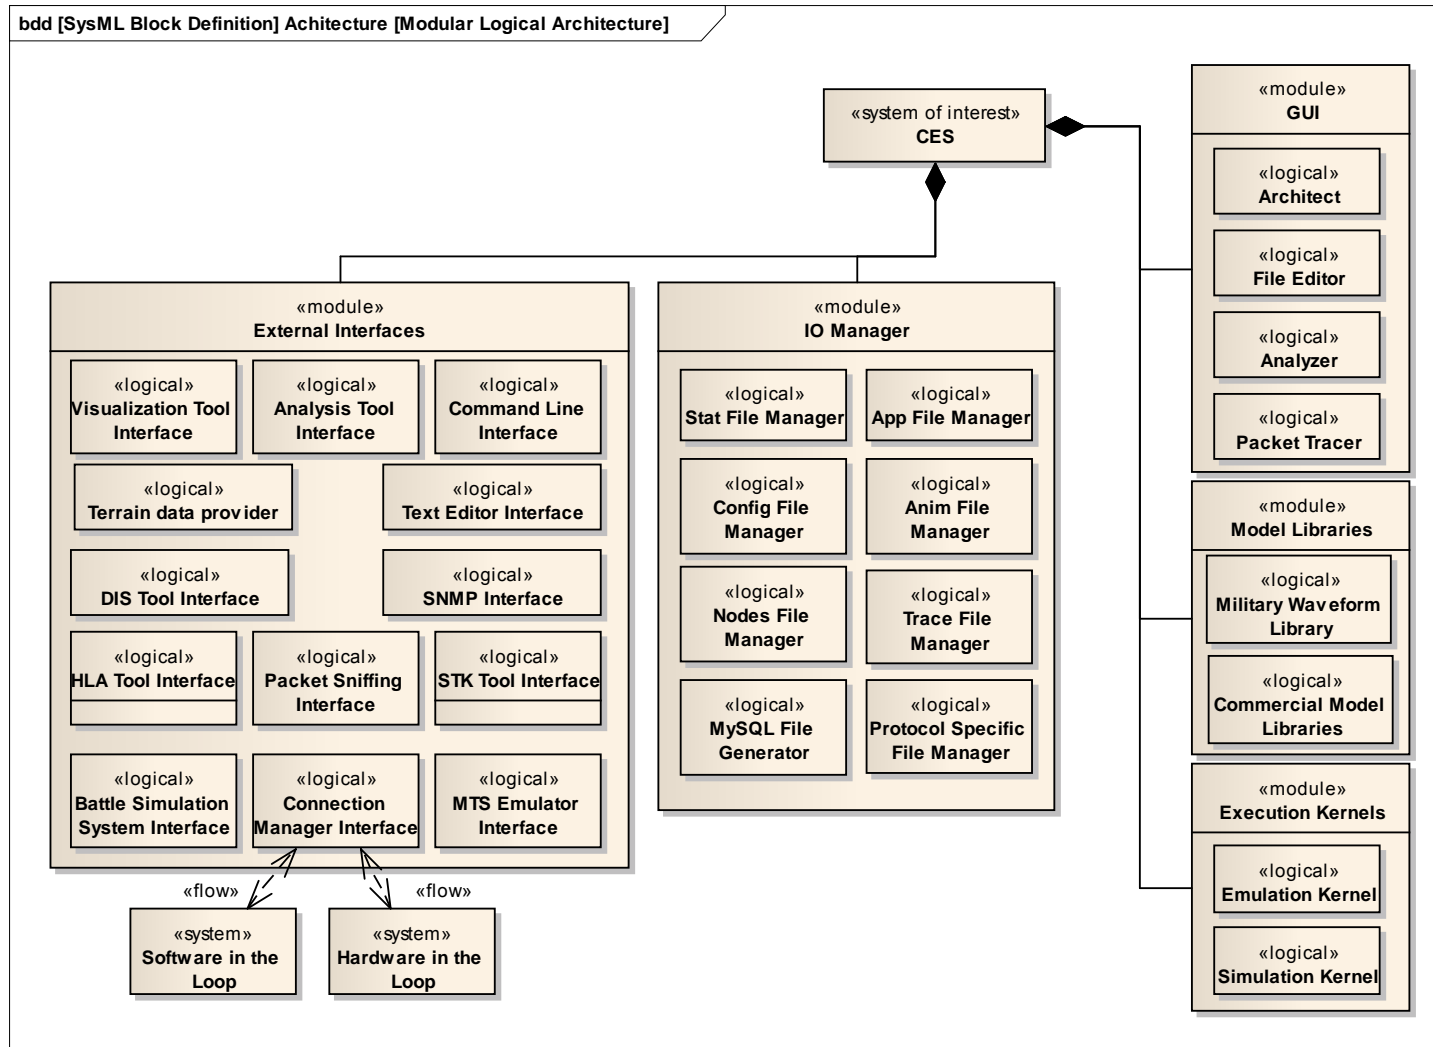 bdd [SysML Block Definition] Achitecture [Modular Logical Architecture]
«system of interest»
CES
«module»
GUI
«logical»
Architect
«logical»
File Editor
«logical»
Analyzer
«logical»
Packet Tracer
«module»
External Interfaces
«logical»
Visualization Tool
Interface
«logical»
Analysis Tool
Interface
«logical»
Command Line
Interface
«logical»
Terrain data provider
«logical»
Text Editor Interface
«logical»
DIS Tool Interface
«logical»
SNMP Interface
«logical»
HLA Tool Interface
«logical»
Packet Sniffing
Interface
«logical»
STK Tool Interface
«logical»
Battle Simulation
System Interface
«logical»
Connection
Manager Interface
«logical»
MTS Emulator
Interface
«flow»
«flow»
«system»
Software in the
Loop
«system»
Hardware in the
Loop
«module»
IO Manager
«logical»
Stat File Manager
«logical»
App File Manager
«logical»
Config File
Manager
«logical»
Anim File
Manager
«logical»
Nodes File
Manager
«logical»
Trace File
Manager
«logical»
MySQL File
Generator
«logical»
Protocol Specific
File Manager
«module»
Model Libraries
«logical»
Military Waveform
Library
«logical»
Commercial Model
Libraries
«module»
Execution Kernels
«logical»
Emulation Kernel
«logical»
Simulation Kernel